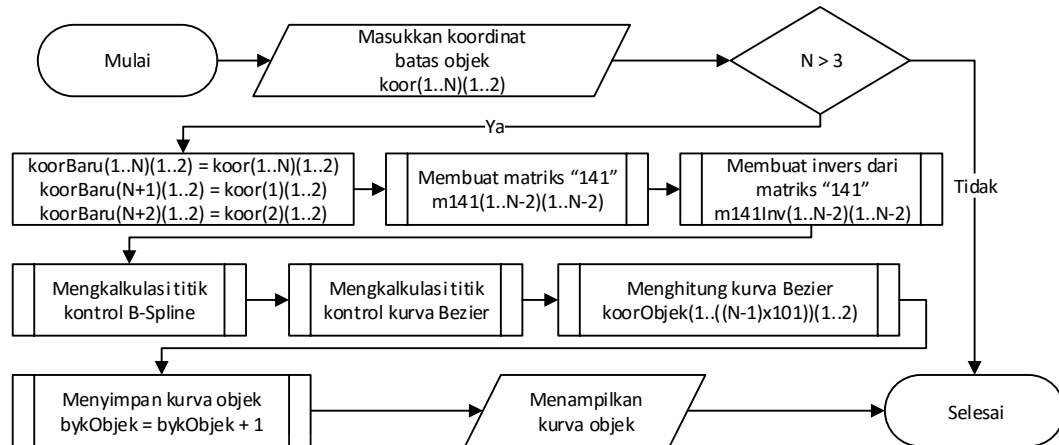 Mulai
Masukkan koordinat
batas objek
koor(1..N)(1..2)
N > 3
Ya
Tidak
koorBaru(1..N)(1..2) = koor(1..N)(1..2)
koorBaru(N+1)(1..2) = koor(1)(1..2)
koorBaru(N+2)(1..2) = koor(2)(1..2)
Membuat matriks “141”
m141(1..N-2)(1..N-2)
Membuat invers dari
matriks “141”
m141Inv(1..N-2)(1..N-2)
Mengkalkulasi titik
kontrol B-Spline
Mengkalkulasi titik
kontrol kurva Bezier
Menghitung kurva Bezier
koorObjek(1..((N-1)x101))(1..2)
Menyimpan kurva objek
bykObjek = bykObjek + 1
Menampilkan
kurva objek
Selesai